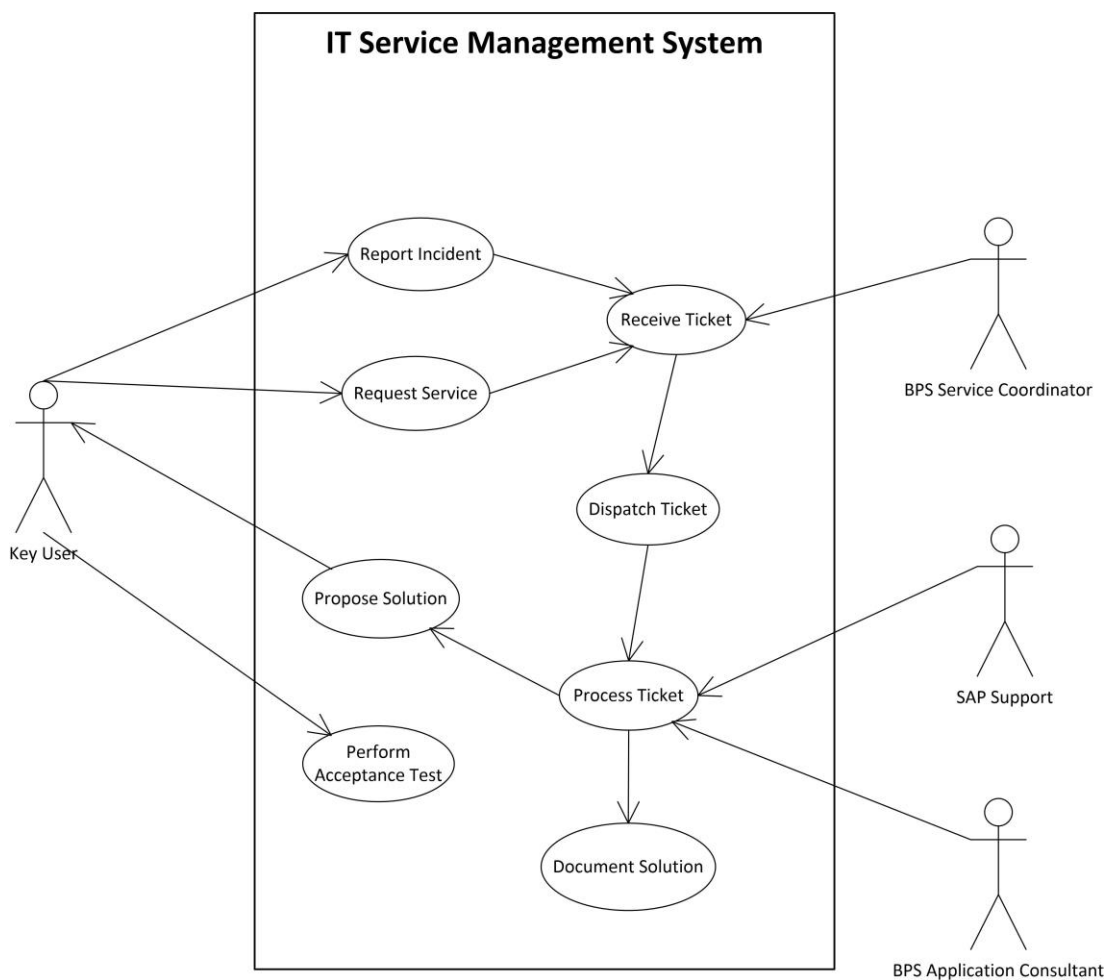 IT Service Management System
Report Incident
Receive Ticket
Request Service
BPS Service Coordinator
Dispatch Ticket
Key User
Propose Solution
Process Ticket
SAP Support
Perform
Acceptance Test
Document Solution
BPS Application Consultant